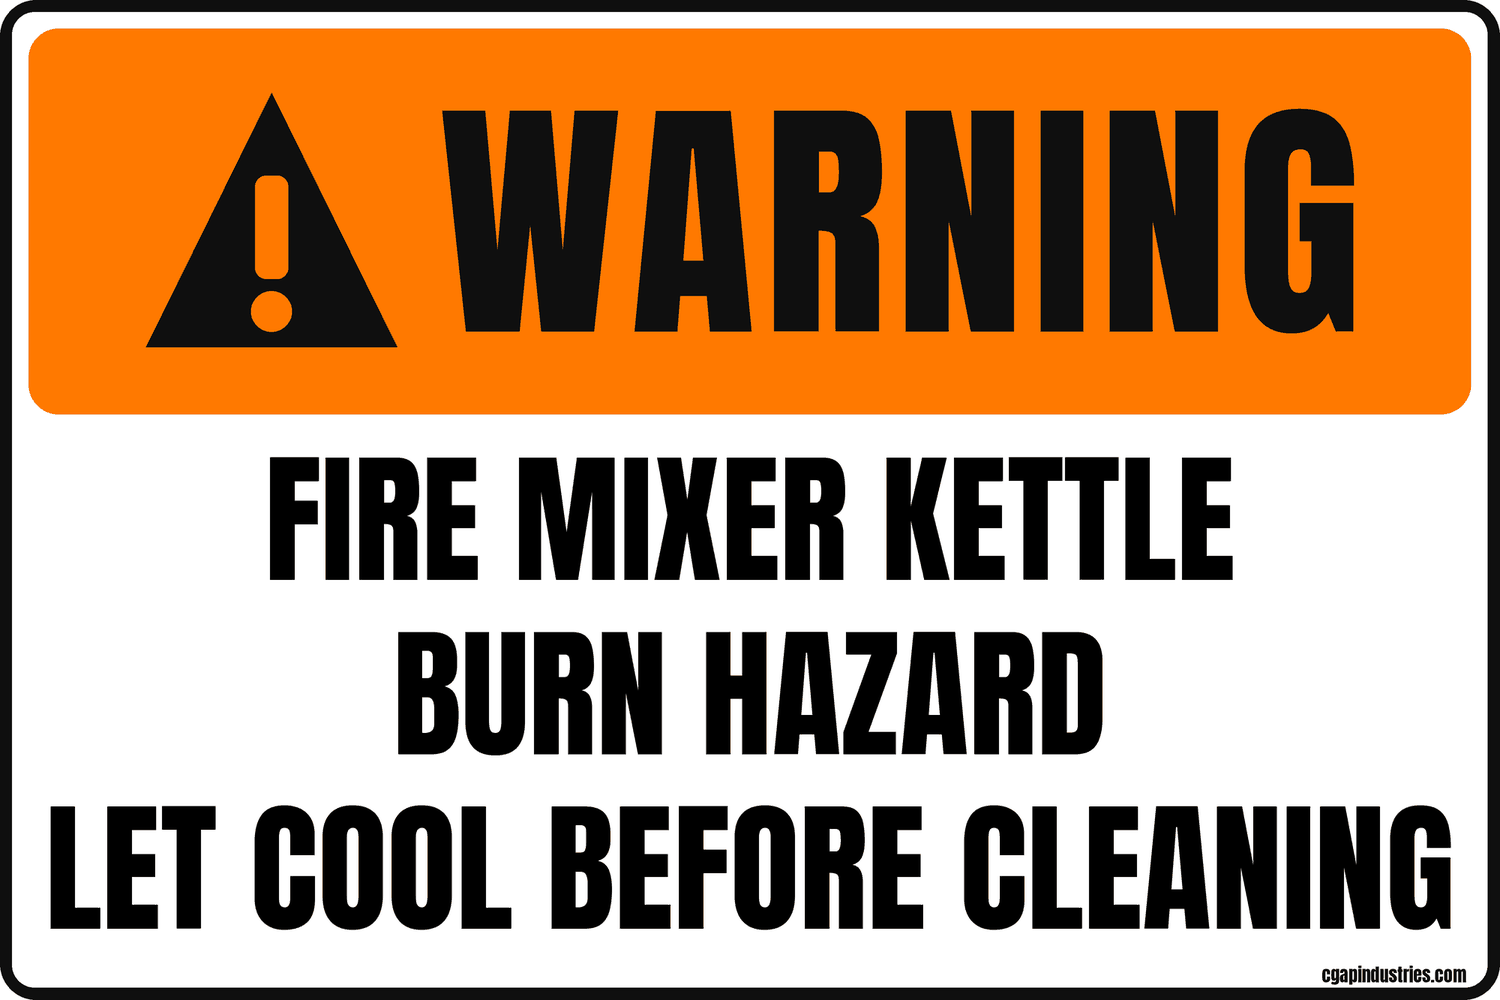 WARNING
FIRE MIXER KETTLE
BURN HAZARD
LET COOL BEFORE CLEANING
cgapindustries.com